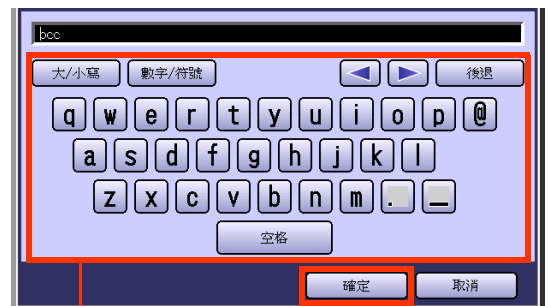 bcc
大/小寫 數字/符號 後退
q w e r t y u i o p @
a s d f g h j k l
z x c v b n m . _
空格
確定 取消